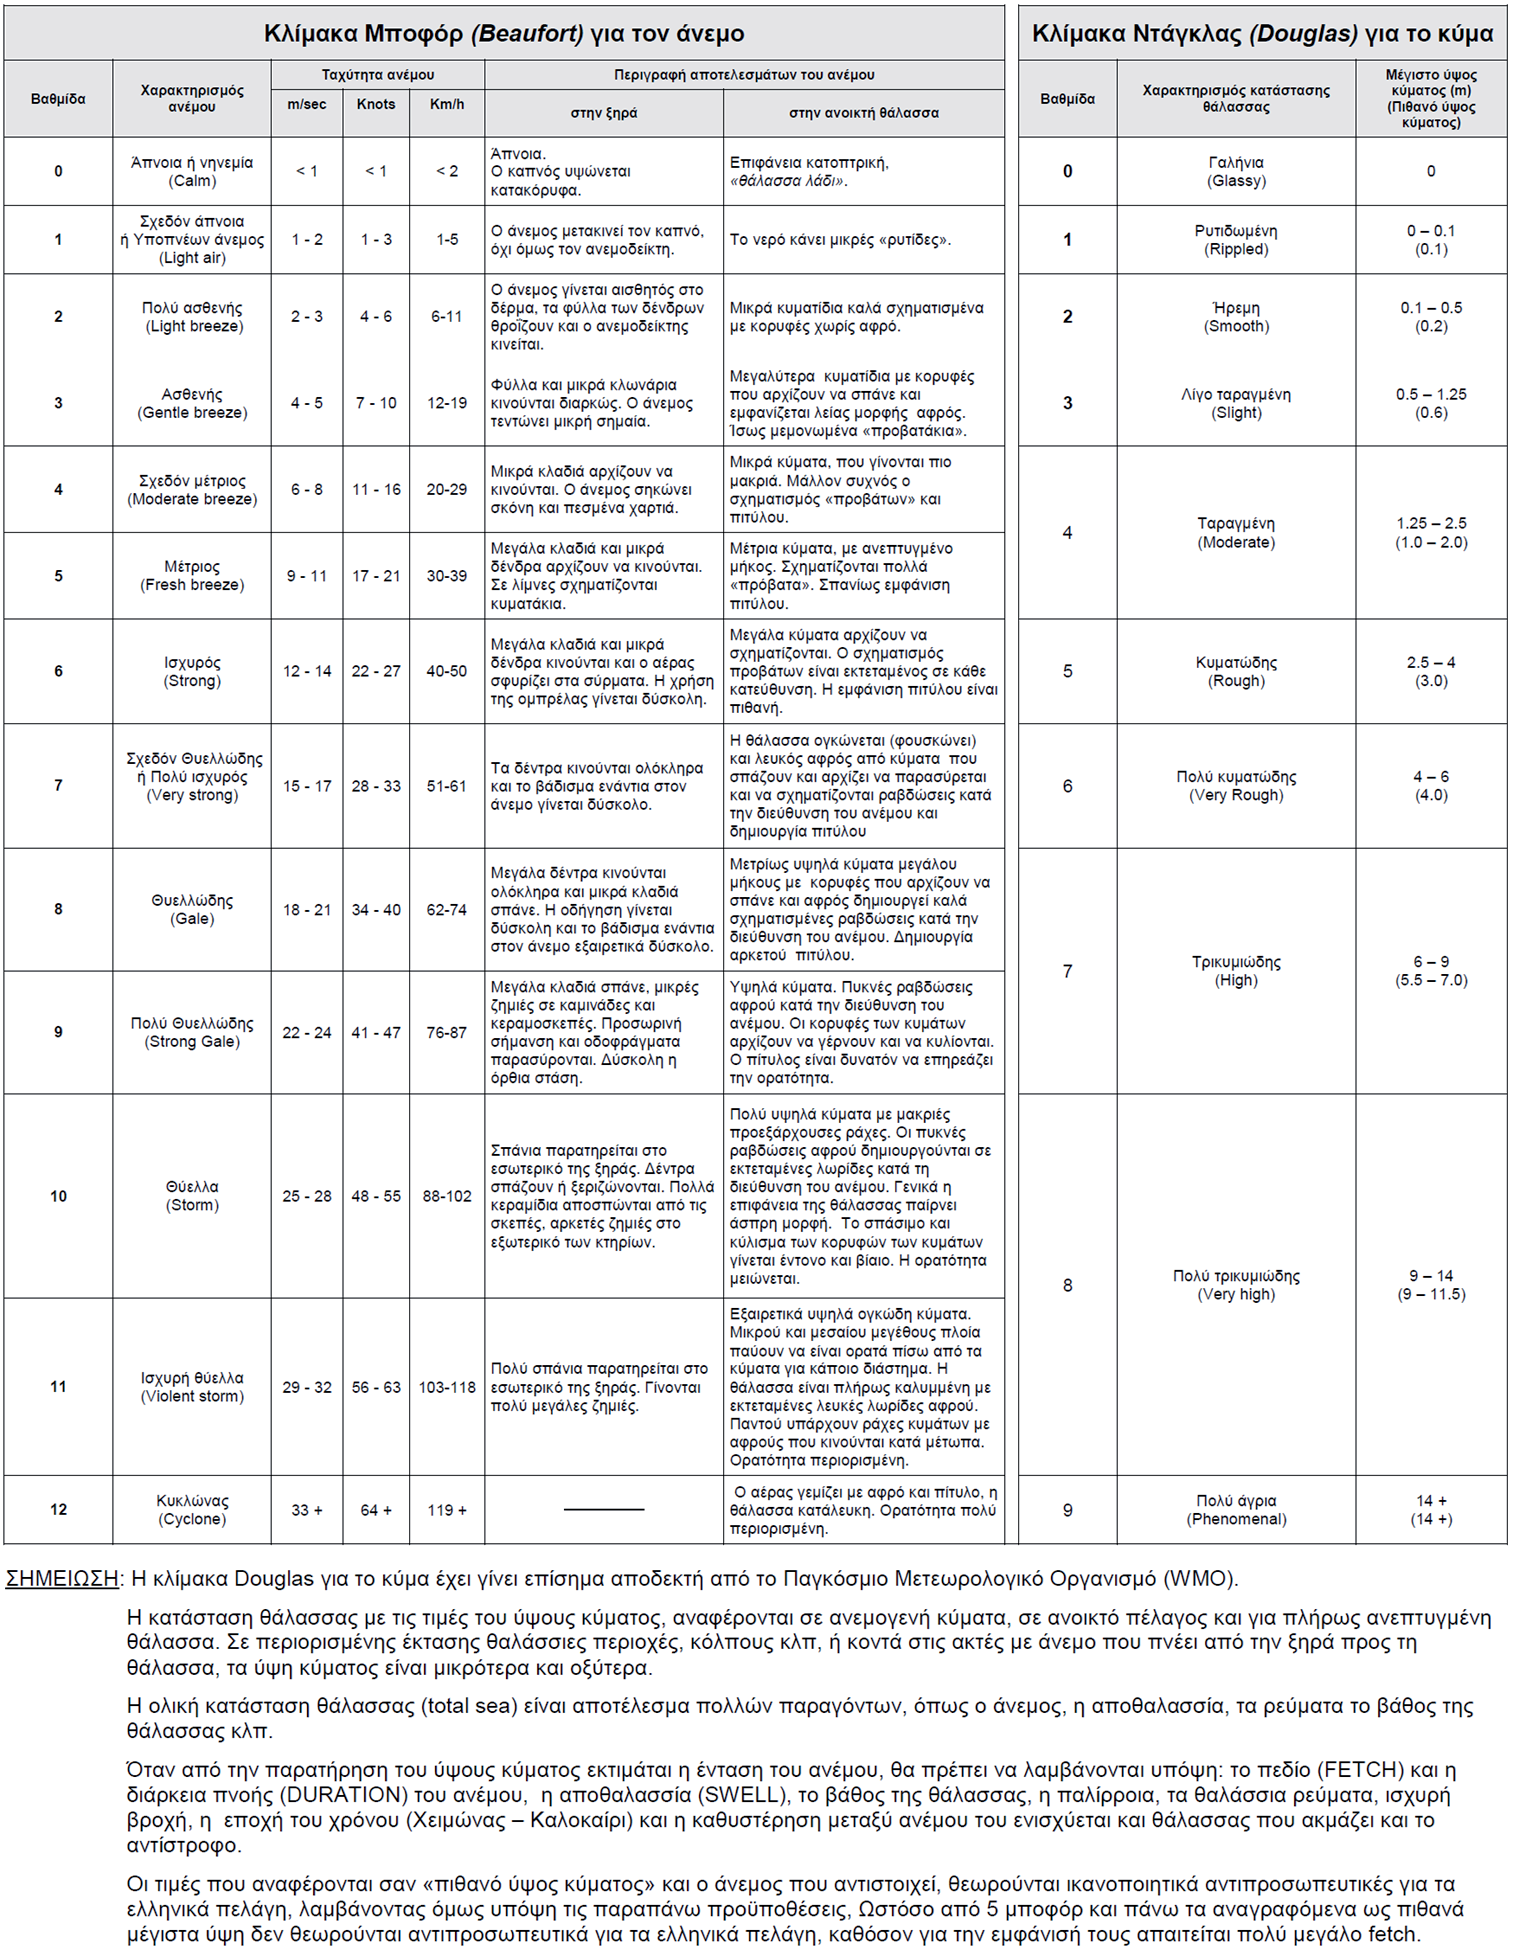 Κλίμακα Μποφόρ (Beaufort) για τον άνεμο
Βαθμίδα
Χαρακτηρισμός
ανέμου
Ταχύτητα ανέμου
m/sec
Knots
Km/h
Περιγραφή αποτελεσμάτων του ανέμου
στην ξηρά
στην ανοικτή θάλασσα
0
Άπνοια ή νηνεμία
(Calm)
< 1
< 1
< 2
Άπνοια.
Ο καπνός υψώνεται
κατακόρυφα.
Επιφάνεια κατοπτρική,
«θάλασσα λάδι».
1
Σχεδόν άπνοια
ή Υποπνέων άνεμος
(Light air)
1 - 2
1 - 3
1-5
Ο άνεμος μετακινεί τον καπνό,
όχι όμως τον ανεμοδείκτη.
Το νερό κάνει μικρές «ρυτίδες».
2
Πολύ ασθενής
(Light breeze)
2 - 3
4 - 6
6-11
Ο άνεμος γίνεται αισθητός στο
δέρμα, τα φύλλα των δένδρων
θροΐζουν και ο ανεμοδείκτης
κινείται.
Μικρά κυματίδια καλά σχηματισμένα
με κορυφές χωρίς αφρό.
3
Ασθενής
(Gentle breeze)
4 - 5
7 - 10
12-19
Φύλλα και μικρά κλωνάρια
κινούνται διαρκώς. Ο άνεμος
τεντώνει μικρή σημαία.
Μεγαλύτερα κυματίδια με κορυφές
που αρχίζουν να σπάνε και
εμφανίζεται λείας μορφής αφρός.
Ίσως μεμονωμένα «προβατάκια».
4
Σχεδόν μέτριος
(Moderate breeze)
6 - 8
11 - 16
20-29
Μικρά κλαδιά αρχίζουν να
κινούνται. Ο άνεμος σηκώνει
σκόνη και πεσμένα χαρτιά.
Μικρά κύματα, που γίνονται πιο
μακριά. Μάλλον συχνός ο
σχηματισμός «προβάτων» και
πιτύλου.
5
Μέτριος
(Fresh breeze)
9 - 11
17 - 21
30-39
Μεγάλα κλαδιά και μικρά
δένδρα αρχίζουν να κινούνται.
Σε λίμνες σχηματίζονται
κυματάκια.
Μέτρια κύματα, με ανεπτυγμένο
μήκος. Σχηματίζονται πολλά
«πρόβατα». Σπανίως εμφάνιση
πιτύλου.
6
Ισχυρός
(Strong)
12 - 14
22 - 27
40-50
Μεγάλα κλαδιά και μικρά
δένδρα κινούνται και ο αέρας
σφυρίζει στα σύρματα. Η χρήση
της ομπρέλας γίνεται δύσκολη.
Μεγάλα κύματα αρχίζουν να
σχηματίζονται. Ο σχηματισμός
προβάτων είναι εκτεταμένος σε κάθε
κατεύθυνση. Η εμφάνιση πιτύλου είναι
πιθανή.
7
Σχεδόν Θυελλώδης
ή Πολύ ισχυρός
(Very strong)
15 - 17
28 - 33
51-61
Τα δέντρα κινούνται ολόκληρα
και το βάδισμα ενάντια στον
άνεμο γίνεται δύσκολο.
Η θάλασσα ογκώνεται (φουσκώνει)
και λευκός αφρός από κύματα που
σπάζουν και αρχίζει να παρασύρεται
και να σχηματίζονται ραβδώσεις κατά
την διεύθυνση του ανέμου και
δημιουργία πιτύλου
8
Θυελλώδης
(Gale)
18 - 21
34 - 40
62-74
Μεγάλα δέντρα κινούνται
ολόκληρα και μικρά κλαδιά
σπάνε. Η οδήγηση γίνεται
δύσκολη και το βάδισμα ενάντια
στον άνεμο εξαιρετικά δύσκολο.
Μετρίως υψηλά κύματα μεγάλου
μήκους με κορυφές που αρχίζουν να
σπάνε και αφρός δημιουργεί καλά
σχηματισμένες ραβδώσεις κατά την
διεύθυνση του ανέμου. Δημιουργία
αρκετού πιτύλου.
9
Πολύ Θυελλώδης
(Strong Gale)
22 - 24
41 - 47
76-87
Μεγάλα κλαδιά σπάνε, μικρές
ζημιές σε καμινάδες και
κεραμοσκεπές. Προσωρινή
σήμανση και οδοφράγματα
παρασύρονται. Δύσκολη η
όρθια στάση.
Υψηλά κύματα. Πυκνές ραβδώσεις
αφρού κατά την διεύθυνση του
ανέμου. Οι κορυφές των κυμάτων
αρχίζουν να γέρνουν και να κυλίονται.
Ο πίτυλος είναι δυνατόν να επηρεάζει
την ορατότητα.
10
Θύελλα
(Storm)
25 - 28
48 - 55
88-102
Σπάνια παρατηρείται στο
εσωτερικό της ξηράς. Δέντρα
σπάζουν ή ξεριζώνονται. Πολλά
κεραμίδια αποσπώνται από τις
σκεπές, αρκετές ζημιές στο
εξωτερικό των κτηρίων.
Πολύ υψηλά κύματα με μακριές
προεξάρχουσες ράχες. Οι πυκνές
ραβδώσεις αφρού δημιουργούνται σε
εκτεταμένες λωρίδες κατά τη
διεύθυνση του ανέμου. Γενικά η
επιφάνεια της θάλασσας παίρνει
άσπρη μορφή. Το σπάσιμο και
κύλισμα των κορυφών των κυμάτων
γίνεται έντονο και βίαιο. Η ορατότητα
μειώνεται.
11
Ισχυρή θύελλα
(Violent storm)
29 - 32
56 - 63
103-118
Πολύ σπάνια παρατηρείται στο
εσωτερικό της ξηράς. Γίνονται
πολύ μεγάλες ζημιές.
Εξαιρετικά υψηλά ογκώδη κύματα.
Μικρού και μεσαίου μεγέθους πλοία
παύουν να είναι ορατά πίσω από τα
κύματα για κάποιο διάστημα. Η
θάλασσα είναι πλήρως καλυμμένη με
εκτεταμένες λευκές λωρίδες αφρού.
Παντού υπάρχουν ράχες κυμάτων με
αφρούς που κινούνται κατά μέτωπα.
Ορατότητα περιορισμένη.
12
Κυκλώνας
(Cyclone)
33 +
64 +
119 +
Ο αέρας γεμίζει με αφρό και πίτυλο, η
θάλασσα κατάλευκη. Ορατότητα πολύ
περιορισμένη.
Κλίμακα Ντάγκλας (Douglas) για το κύμα
Βαθμίδα
Χαρακτηρισμός κατάστασης
θάλασσας
Μέγιστο ύψος
κύματος (m)
(Πιθανό ύψος
κύματος)
0
Γαλήνια
(Glassy)
0
1
Ρυτιδωμένη
(Rippled)
0 – 0.1
(0.1)
2
Ήρεμη
(Smooth)
0.1 – 0.5
(0.2)
3
Λίγο ταραγμένη
(Slight)
0.5 – 1.25
(0.6)
4
Ταραγμένη
(Moderate)
1.25 – 2.5
(1.0 – 2.0)
5
Κυματώδης
(Rough)
2.5 – 4
(3.0)
6
Πολύ κυματώδης
(Very Rough)
4 – 6
(4.0)
7
Τρικυμιώδης
(High)
6 – 9
(5.5 – 7.0)
8
Πολύ τρικυμιώδης
(Very high)
9 – 14
(9 – 11.5)
9
Πολύ άγρια
(Phenomenal)
14 +
(14 +)
ΣΗΜΕΙΩΣΗ: Η κλίμακα Douglas για το κύμα έχει γίνει επίσημα αποδεκτή από το Παγκόσμιο Μετεωρολογικό Οργανισμό (WMO).
Η κατάσταση θάλασσας με τις τιμές του ύψους κύματος, αναφέρονται σε ανεμογενή κύματα, σε ανοικτό πέλαγος και για πλήρως ανεπτυγμένη
θάλασσα. Σε περιορισμένης έκτασης θαλάσσιες περιοχές, κόλπους κλπ, ή κοντά στις ακτές με άνεμο που πνέει από την ξηρά προς τη
θάλασσα, τα ύψη κύματος είναι μικρότερα και οξύτερα.
Η ολική κατάσταση θάλασσας (total sea) είναι αποτέλεσμα πολλών παραγόντων, όπως ο άνεμος, η αποθαλασσία, τα ρεύματα το βάθος της
θάλασσας κλπ.
Όταν από την παρατήρηση του ύψους κύματος εκτιμάται η ένταση του ανέμου, θα πρέπει να λαμβάνονται υπόψη: το πεδίο (FETCH) και η
διάρκεια πνοής (DURATION) του ανέμου, η αποθαλασσία (SWELL), το βάθος της θάλασσας, η παλίρροια, τα θαλάσσια ρεύματα, ισχυρή
βροχή, η εποχή του χρόνου (Χειμώνας – Καλοκαίρι) και η καθυστέρηση μεταξύ ανέμου του ενισχύεται και θάλασσας που ακμάζει και το
αντίστροφο.
Οι τιμές που αναφέρονται σαν «πιθανό ύψος κύματος» και ο άνεμος που αντιστοιχεί, θεωρούνται ικανοποιητικά αντιπροσωπευτικές για τα
ελληνικά πελάγη, λαμβάνοντας όμως υπόψη τις παραπάνω προϋποθέσεις, Ωστόσο από 5 μποφόρ και πάνω τα αναγραφόμενα ως πιθανά
μέγιστα ύψη δεν θεωρούνται αντιπροσωπευτικά για τα ελληνικά πελάγη, καθόσον για την εμφάνισή τους απαιτείται πολύ μεγάλο fetch.